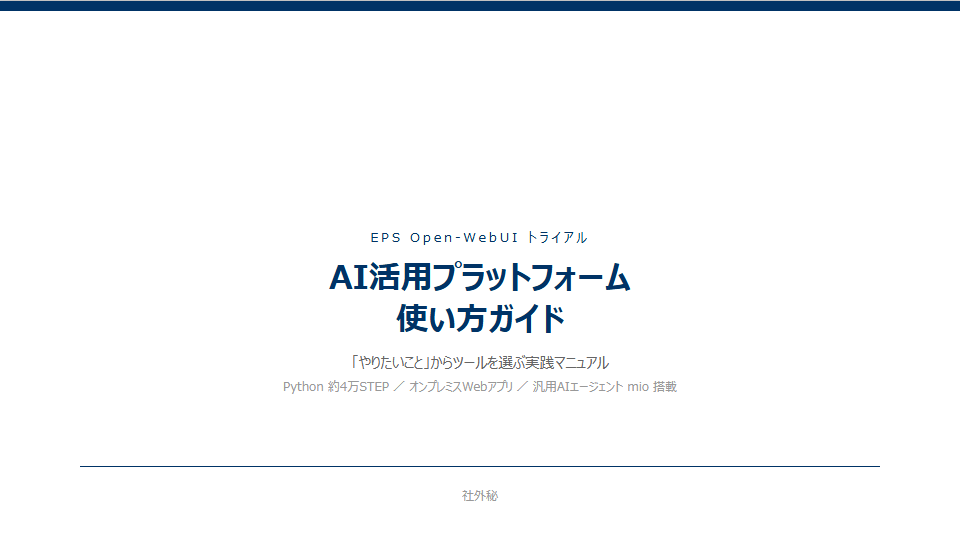 EPS Open-WebUI トライアル
AI活用プラットフォーム
使い方ガイド
「やりたいこと」からツールを選ぶ実践マニュアル
Python 約4万STEP ／ オンプレミスWebアプリ ／ 汎用AIエージェント mio 搭載
社外秘